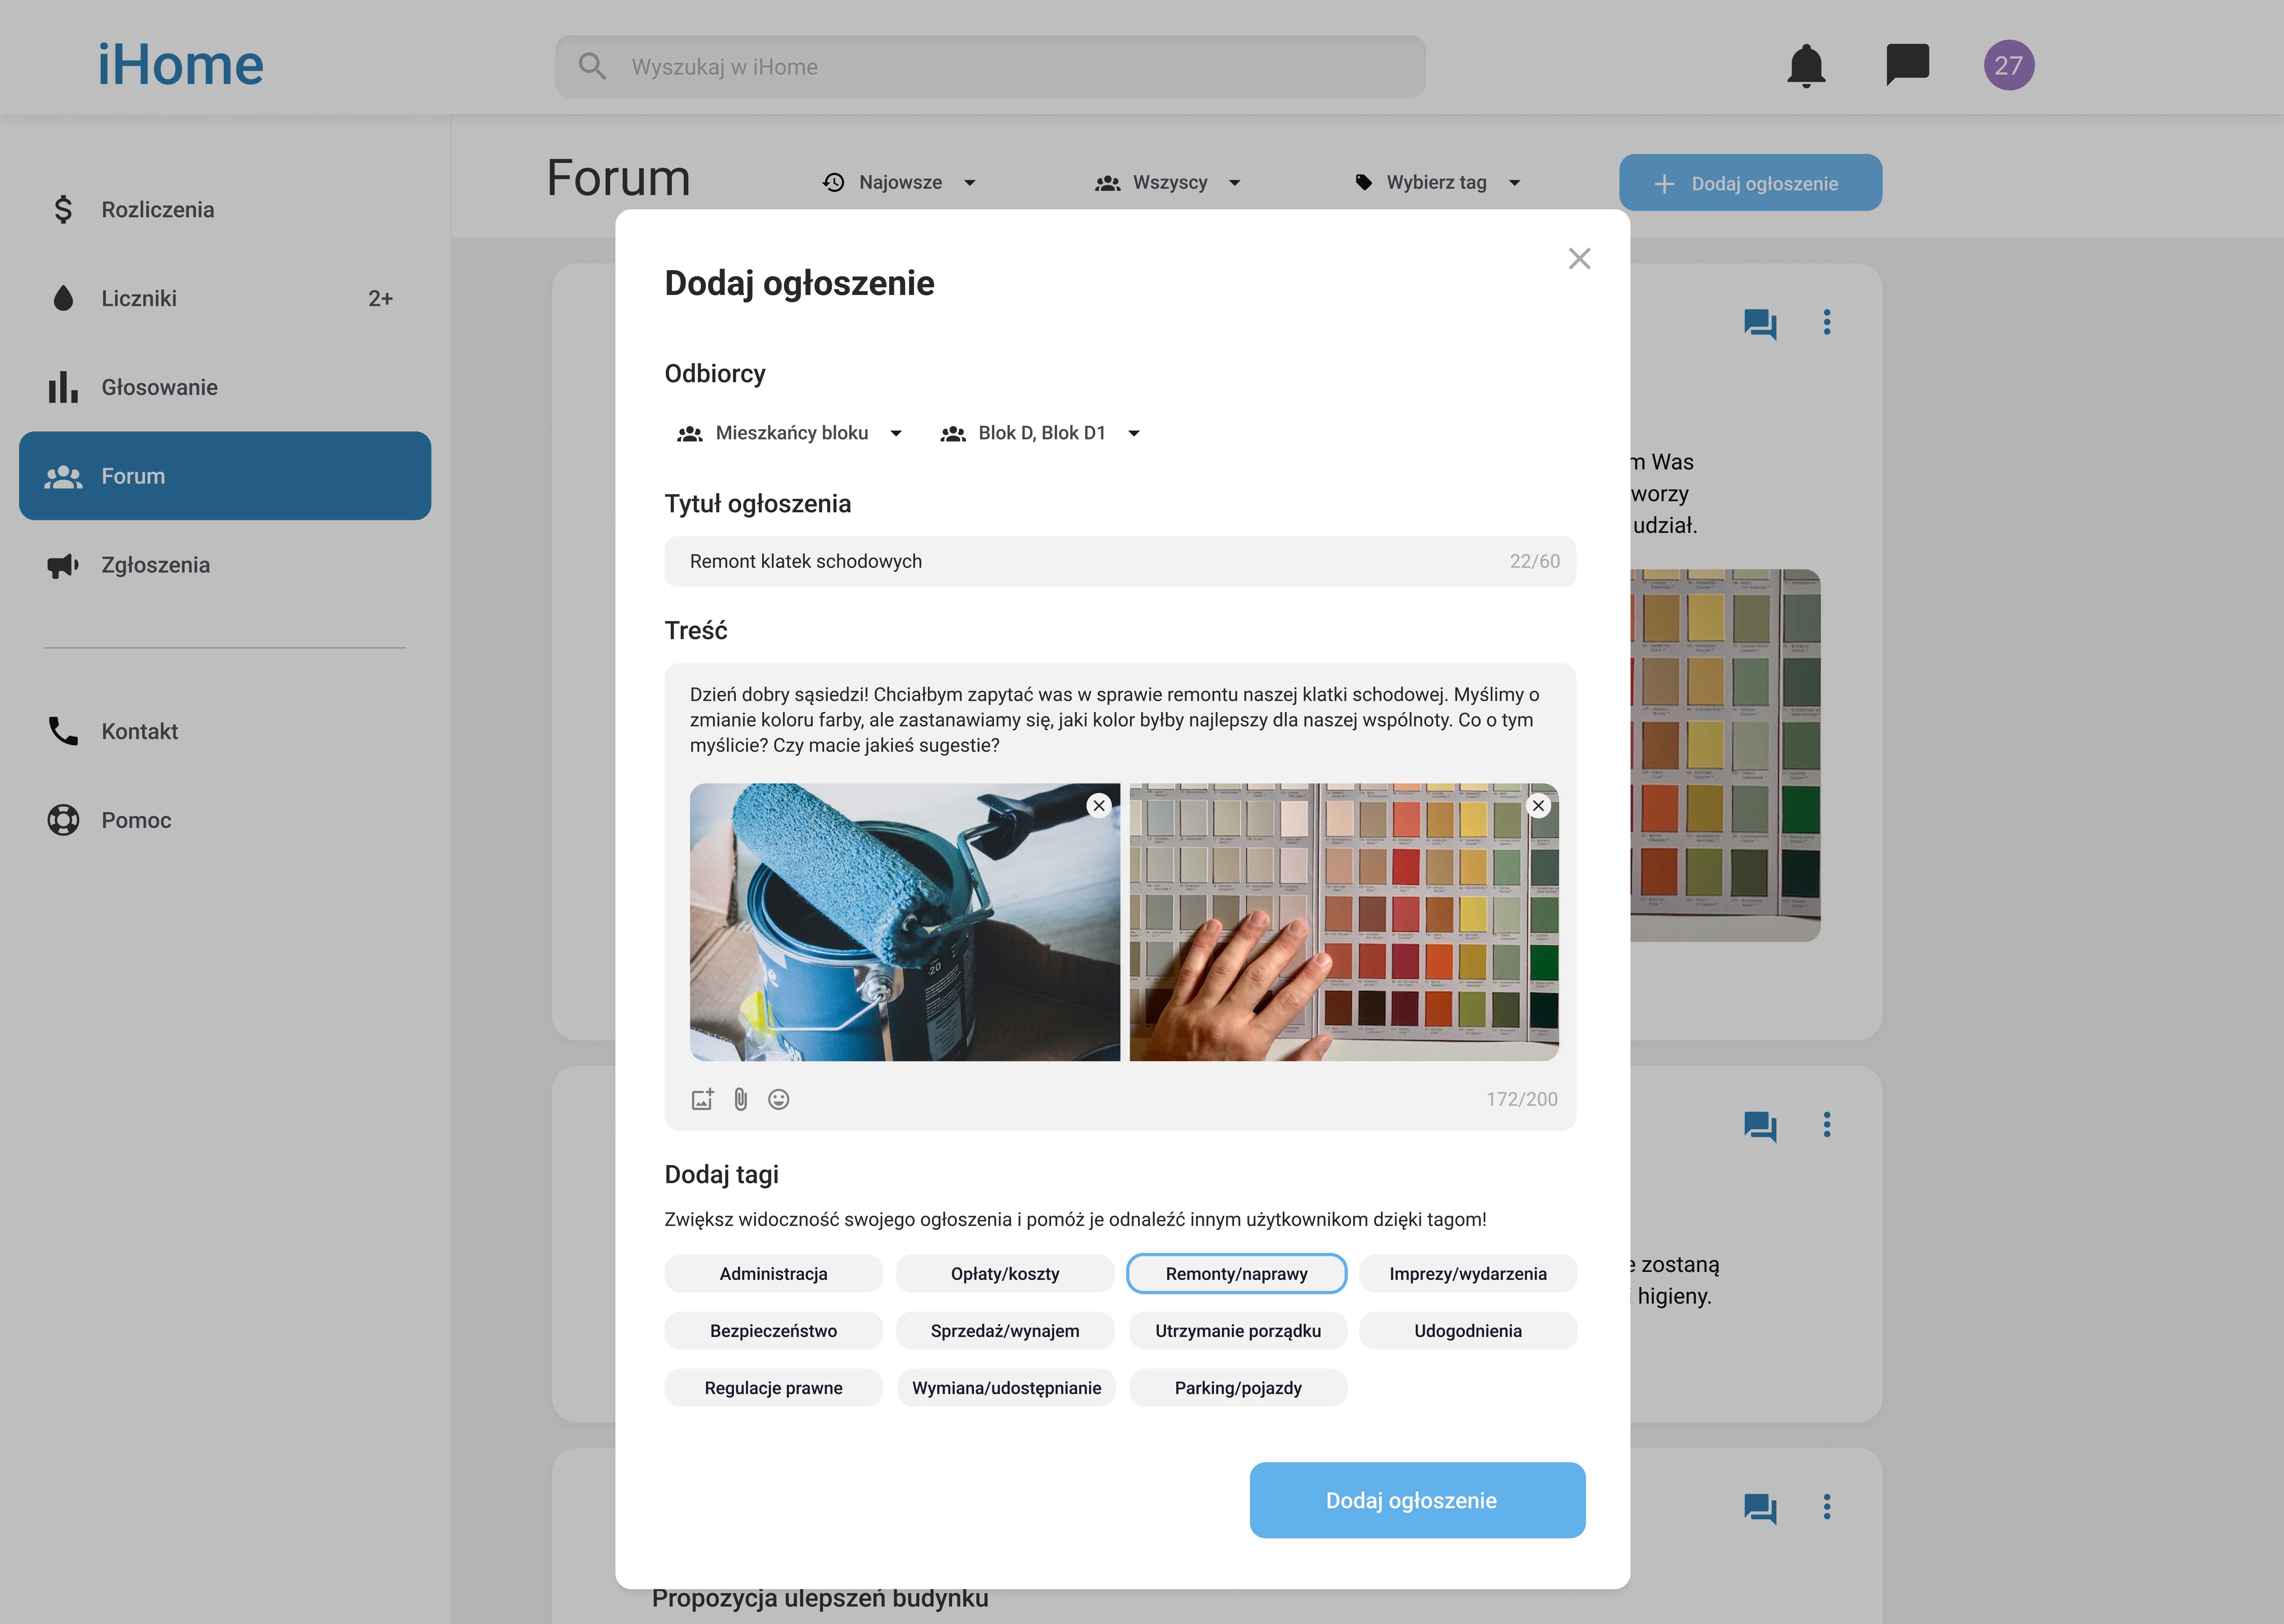 iHome
Wyszukaj w iHome
27
Rozliczenia
Liczniki 2+
Głosowanie
Forum
Zgłoszenia
Kontakt
Pomoc
Forum
Najowsze
Wszyscy
Wybierz tag
Dodaj ogłoszenie
m Was
worzy
udział.
zostaną
higieny.
Propozycja ulepszeń budynku
Dodaj ogłoszenie
Odbiorcy
Mieszkańcy bloku
Blok D, Blok D1
Tytuł ogłoszenia
Remont klatek schodowych 22/60
Treść
Dzień dobry sąsiedzi! Chciałbym zapytać was w sprawie remontu naszej klatki schodowej. Myślimy o
zmianie koloru farby, ale zastanawiamy się, jaki kolor byłby najlepszy dla naszej wspólnoty. Co o tym
myślicie? Czy macie jakieś sugestie?
172/200
Dodaj tagi
Zwiększ widoczność swojego ogłoszenia i pomóż je odnaleźć innym użytkownikom dzięki tagom!
Administracja
Opłaty/koszty
Remonty/naprawy
Imprezy/wydarzenia
Bezpieczeństwo
Sprzedaż/wynajem
Utrzymanie porządku
Udogodnienia
Regulacje prawne
Wymiana/udostępnianie
Parking/pojazdy
Dodaj ogłoszenie